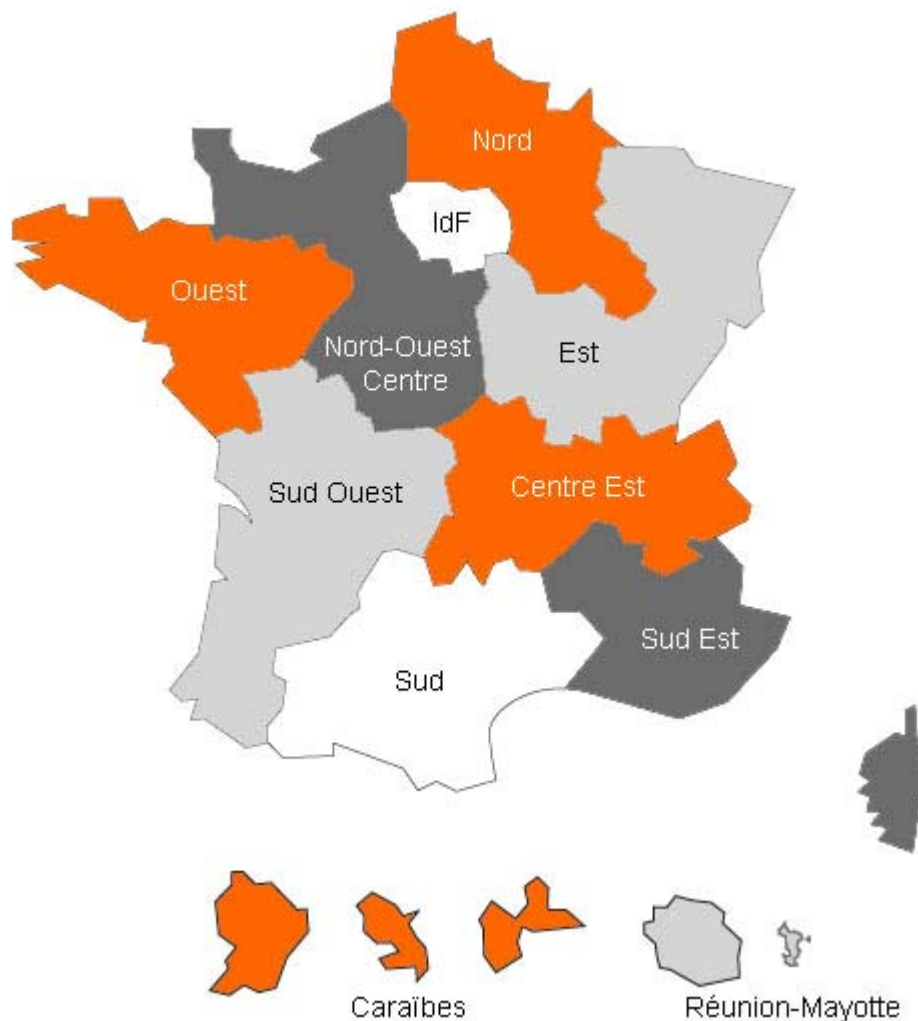 Nord
IdF
Ouest
Nord-Ouest
Centre
Est
Sud Ouest
Centre Est
Sud Est
Sud
Caraïbes
Réunion-Mayotte